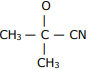 O
CH₃ – C – CN
CH₃